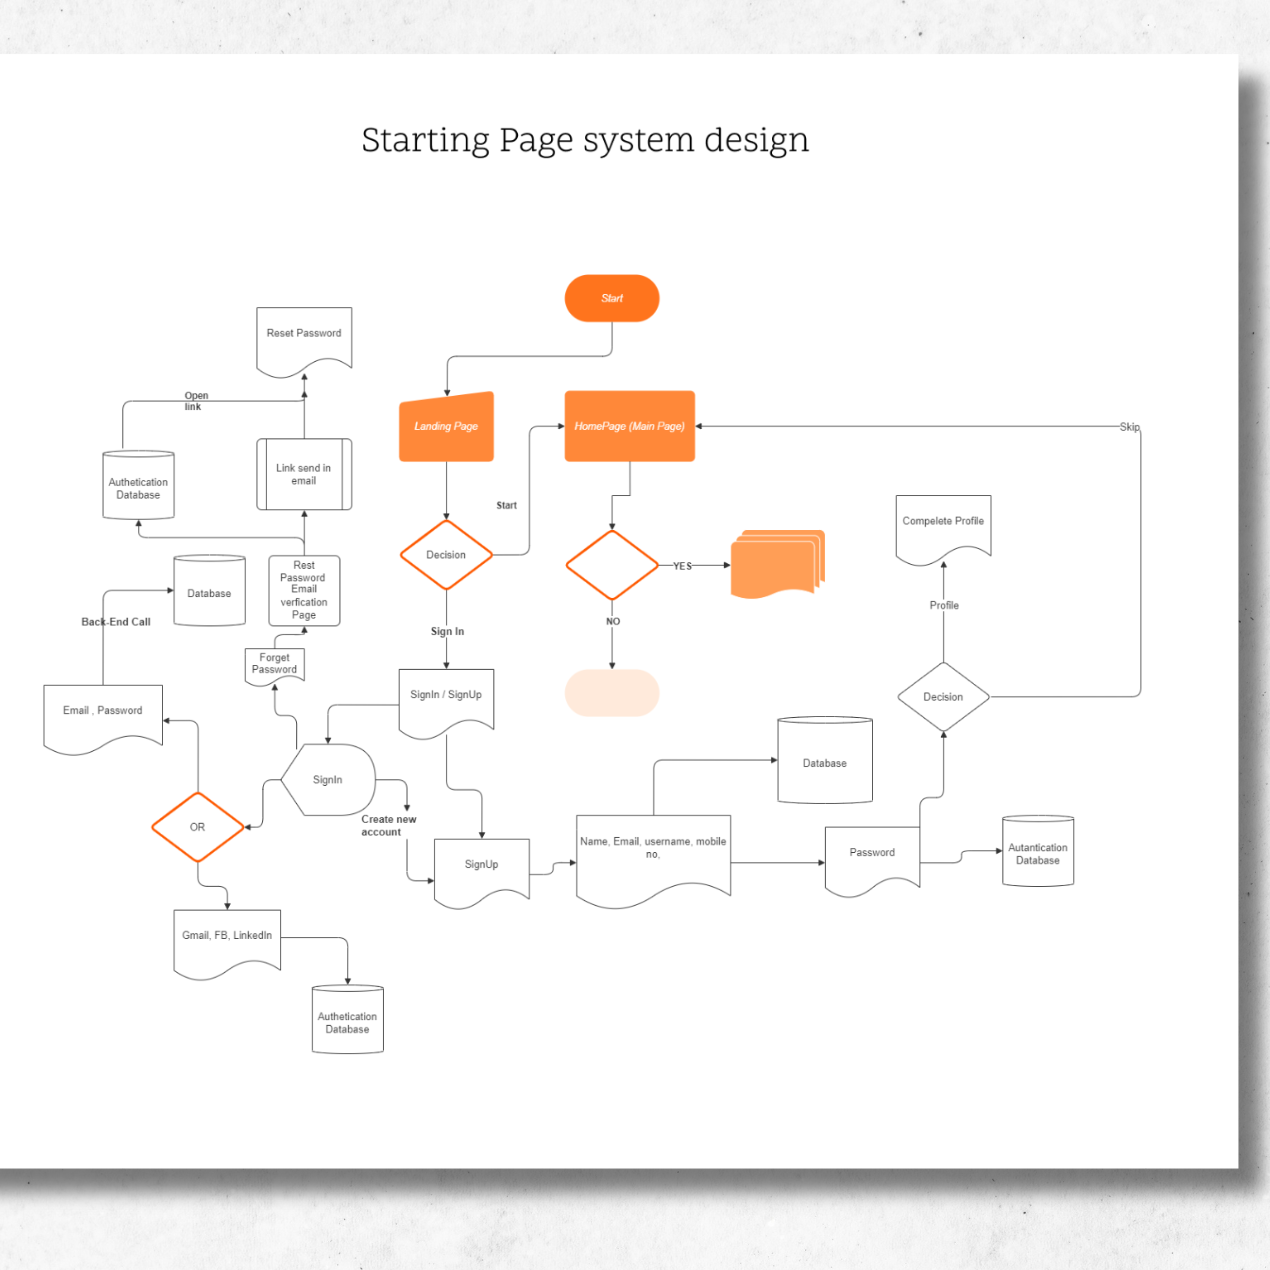 Starting Page system design
Start
Reset Password
Open
link
Landing Page
HomePage (Main Page)
Skip
Link send in
email
Authetication
Database
Start
Compelete Profile
Decision
YES
Rest
Password
Email
verfication
Page
Database
Profile
Back-End Call
Sign In
NO
Forget
Password
SignIn / SignUp
Decision
Email , Password
Database
SignIn
Create new
account
OR
Name, Email, username, mobile
no,
Password
Autantication
Database
SignUp
Gmail, FB, LinkedIn
Authetication
Database